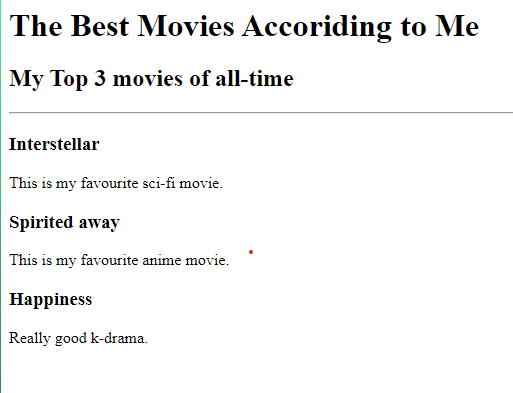 The Best Movies Accoriding to Me
My Top 3 movies of all-time
Interstellar
This is my favourite sci-fi movie.
Spirited away
This is my favourite anime movie.
Happiness
Really good k-drama.